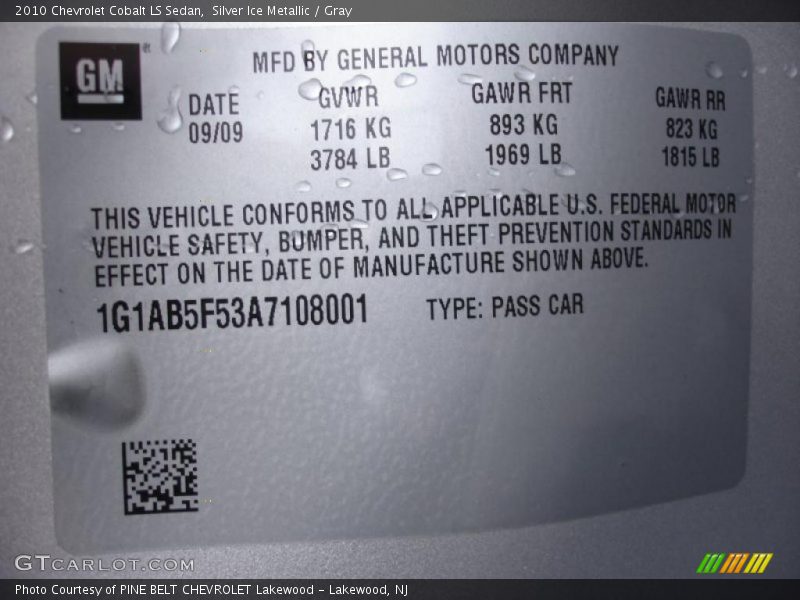 2010 Chevrolet Cobalt LS Sedan,  Silver Ice Metallic / Gray
GM ®
MFD BY GENERAL MOTORS COMPANY
DATE GVWR GAWR FRT GAWR RR
09/09 1716 KG 893 KG 823 KG
3784 LB 1969 LB 1815 LB
THIS VEHICLE CONFORMS TO ALL APPLICABLE U.S. FEDERAL MOTOR
VEHICLE SAFETY, BUMPER, AND THEFT PREVENTION STANDARDS IN
EFFECT ON THE DATE OF MANUFACTURE SHOWN ABOVE.
1G1AB5F53A7108001 TYPE: PASS CAR
GTCARLOT.COM
Photo Courtesy of PINE BELT CHEVROLET Lakewood - Lakewood, NJ